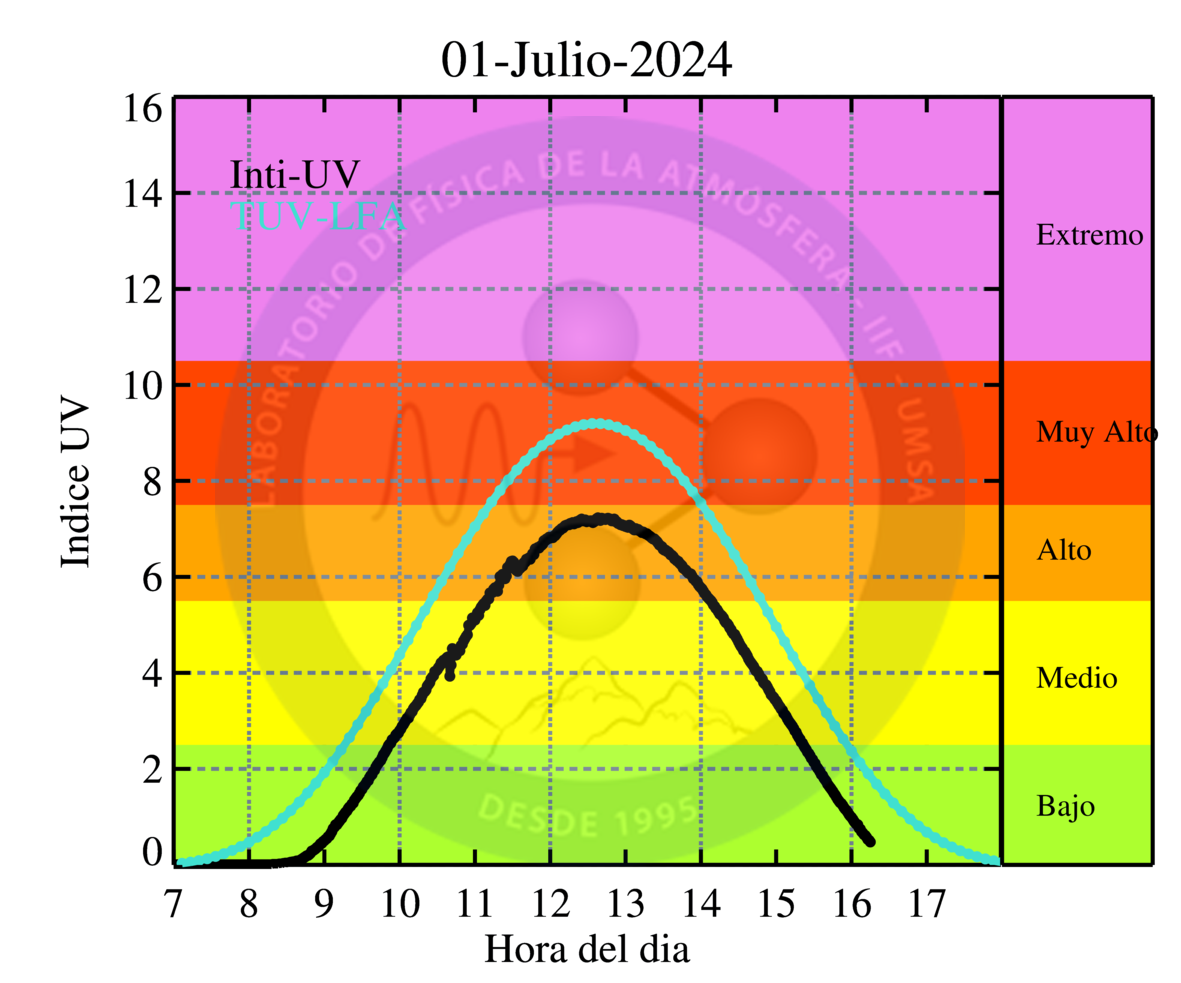 01-Julio-2024
16
14
12
10
8
6
4
2
0
Inti-UV
TUV-LFA
LABORATORIO DE FÍSICA DE LA ATMÓSFERA - IIF - UMSA
DESDE 1995
Extremo
Muy Alto
Alto
Medio
Bajo
Indice UV
7 8 9 10 11 12 13 14 15 16 17
Hora del dia